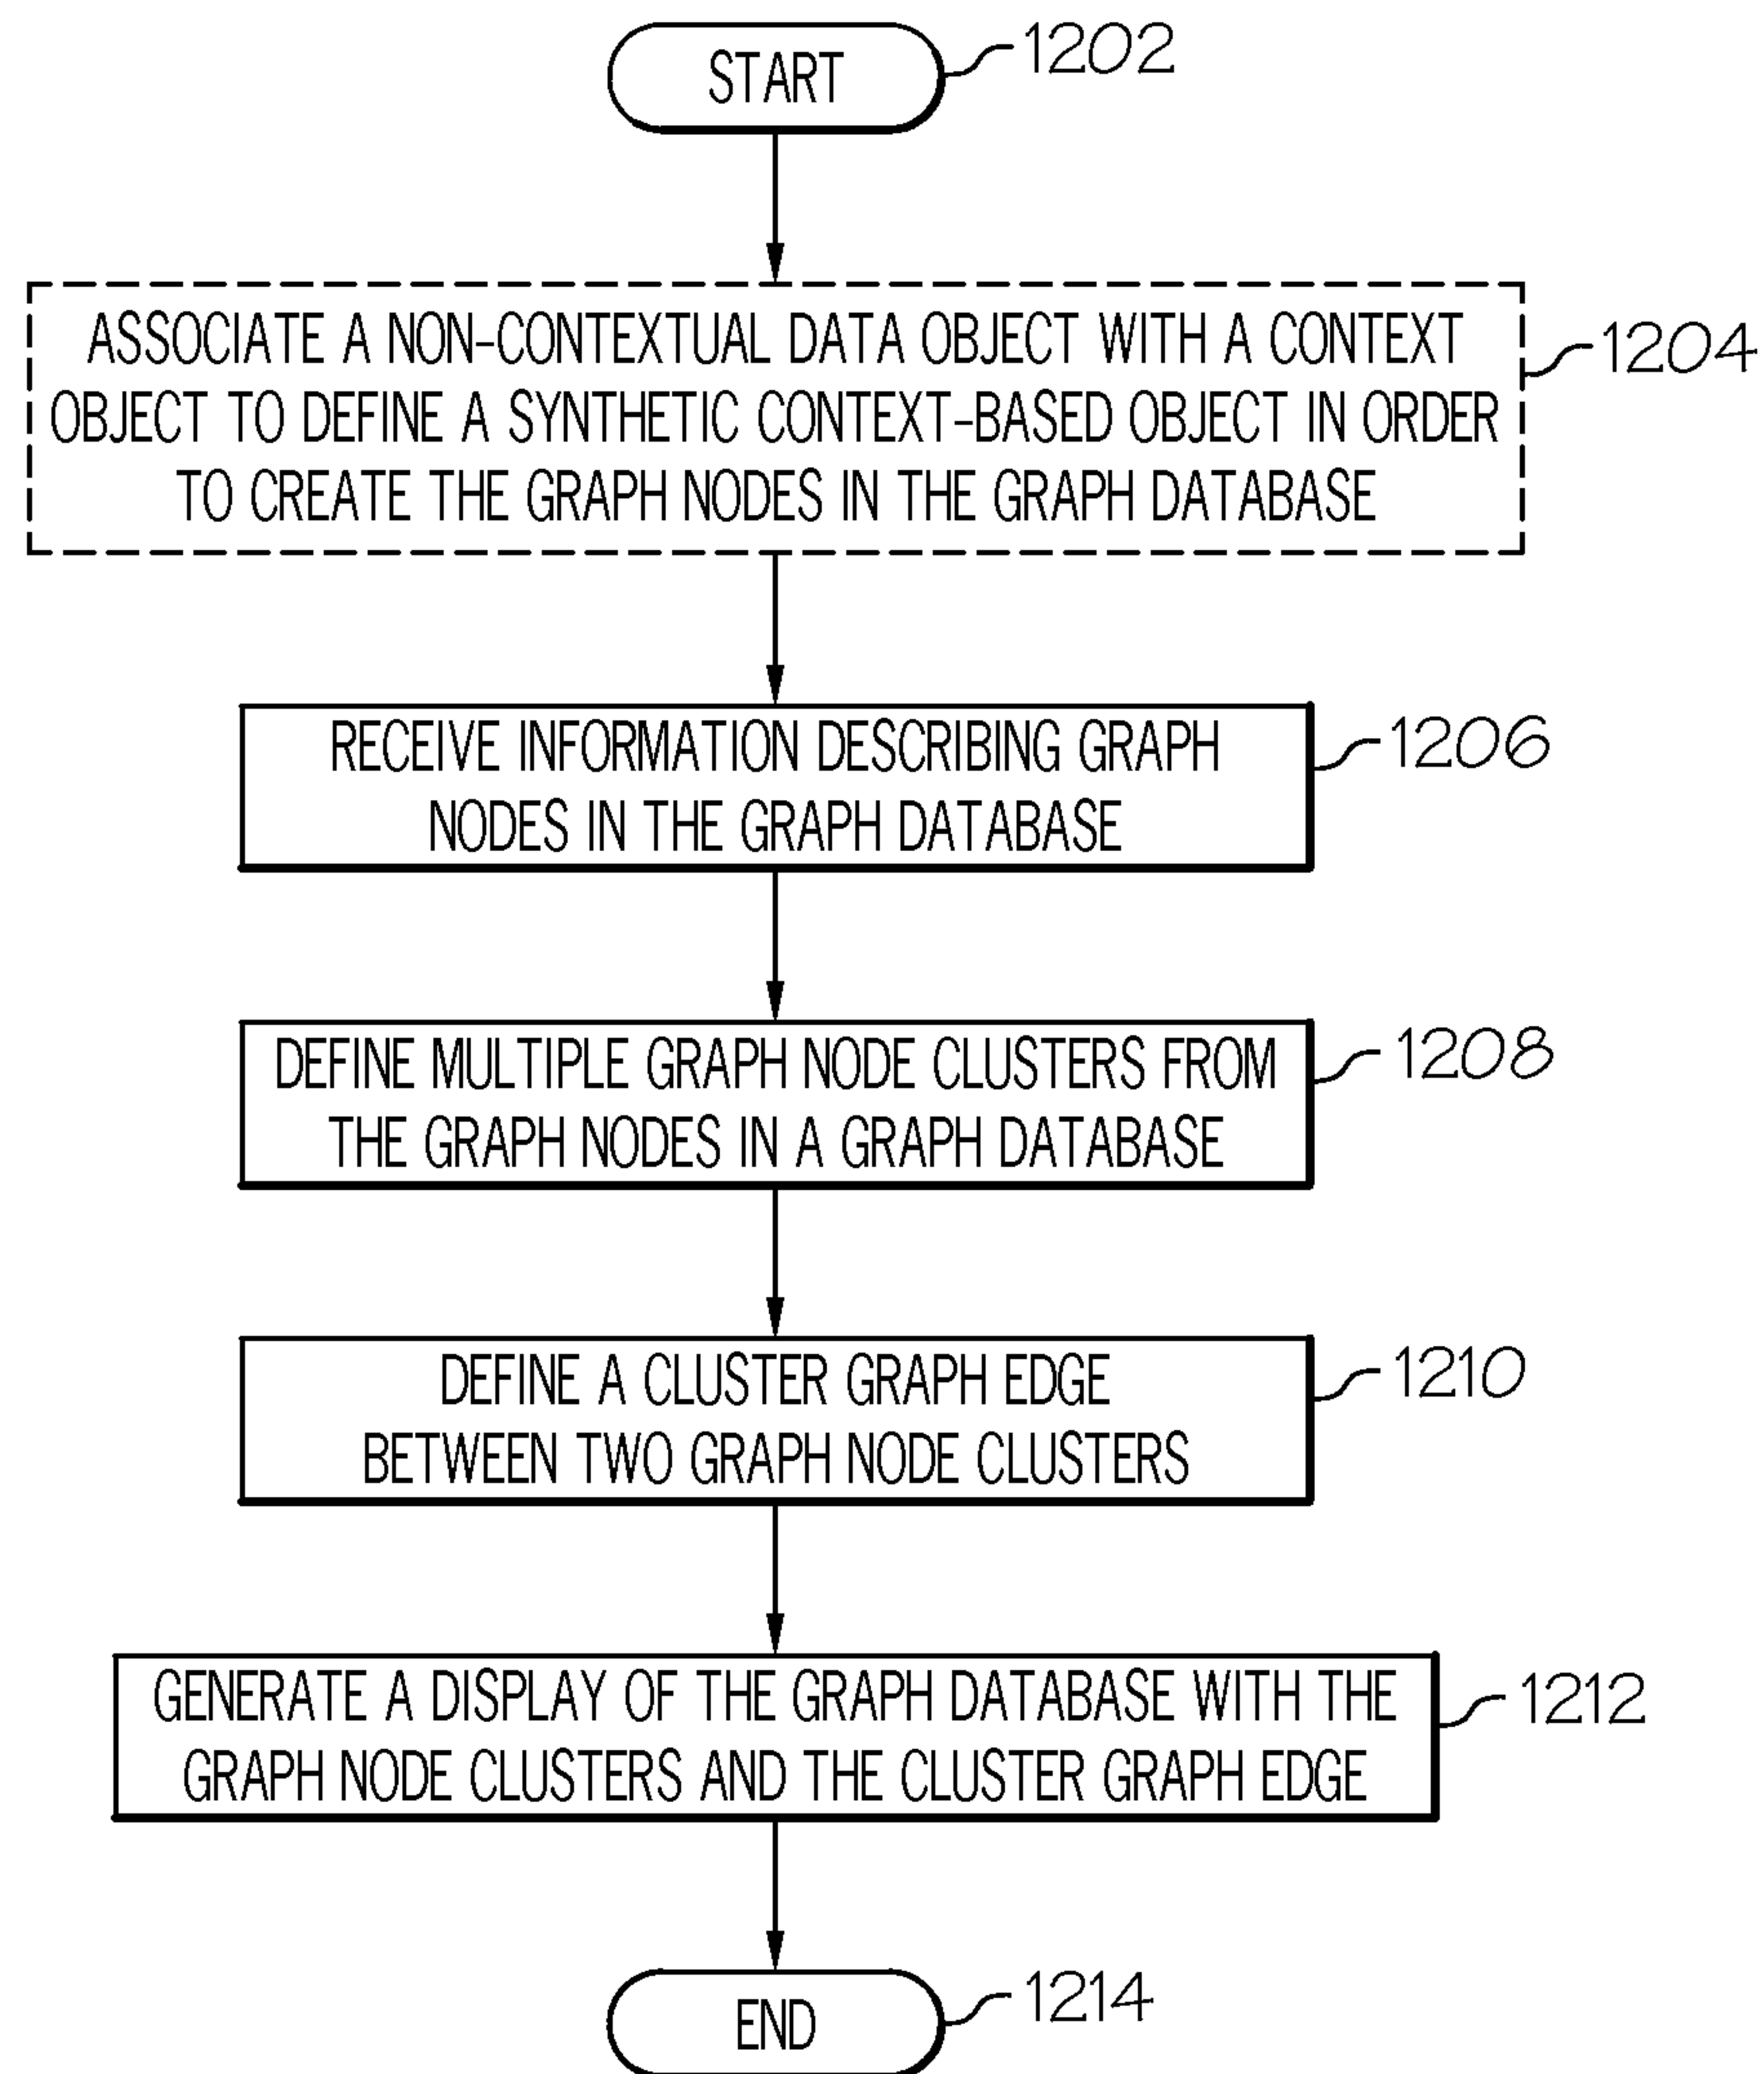 START
1202
ASSOCIATE A NON-CONTEXTUAL DATA OBJECT WITH A CONTEXT
OBJECT TO DEFINE A SYNTHETIC CONTEXT-BASED OBJECT IN ORDER
TO CREATE THE GRAPH NODES IN THE GRAPH DATABASE
1204
RECEIVE INFORMATION DESCRIBING GRAPH
NODES IN THE GRAPH DATABASE
1206
DEFINE MULTIPLE GRAPH NODE CLUSTERS FROM
THE GRAPH NODES IN A GRAPH DATABASE
1208
DEFINE A CLUSTER GRAPH EDGE
BETWEEN TWO GRAPH NODE CLUSTERS
1210
GENERATE A DISPLAY OF THE GRAPH DATABASE WITH THE
GRAPH NODE CLUSTERS AND THE CLUSTER GRAPH EDGE
1212
END
1214